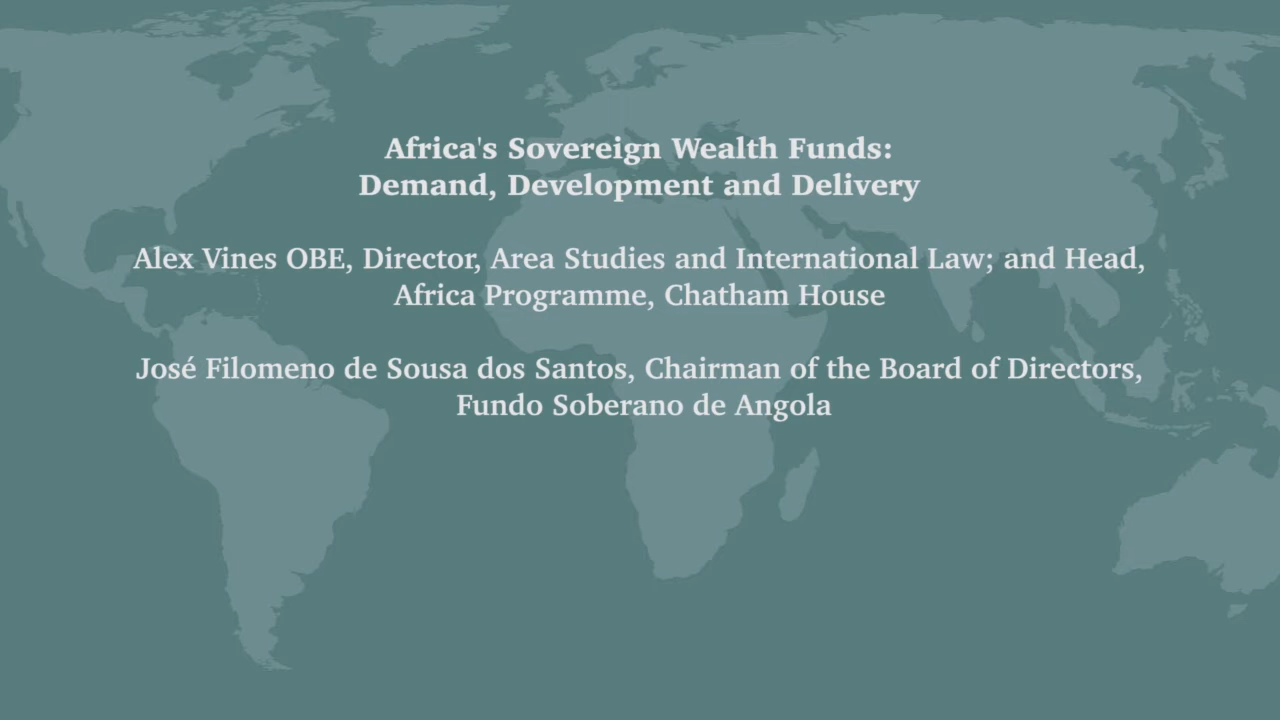 Africa's Sovereign Wealth Funds:
Demand, Development and Delivery
Alex Vines OBE, Director, Area Studies and International Law; and Head,
Africa Programme, Chatham House
José Filomeno de Sousa dos Santos, Chairman of the Board of Directors,
Fundo Soberano de Angola